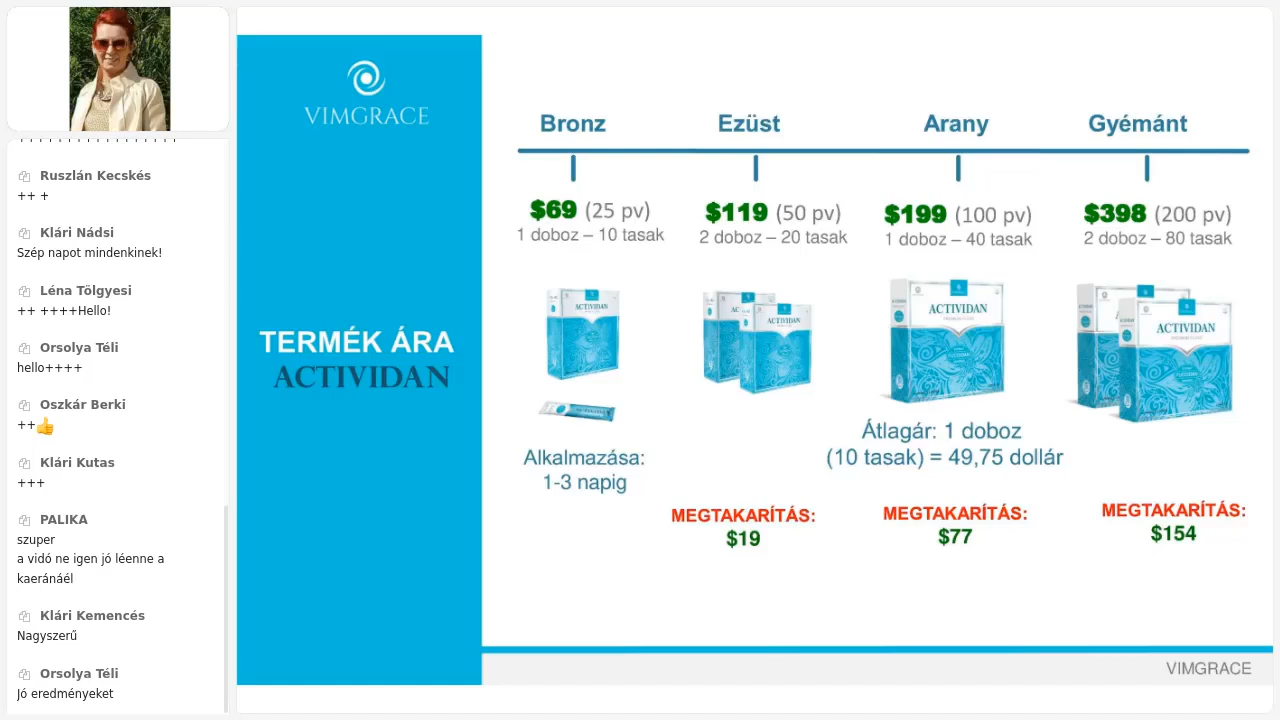 Ruszlán Kecskés
++ +
Klári Nádsi
Szép napot mindenkinek!
Léna Tölgyesi
++ ++++Hello!
Orsolya Téli
hello++++
Oszkár Berki
++👍
Klári Kutas
+++
PALIKA
szuper
a vidó ne igen jó léenne a
kaeránáél
Klári Kemencés
Nagyszerű
Orsolya Téli
Jó eredményeket
VIMGRACE
TERMÉK ÁRA
ACTIVIDAN
Bronz Ezüst Arany Gyémánt
$69 (25 pv) $119 (50 pv) $199 (100 pv) $398 (200 pv)
1 doboz – 10 tasak 2 doboz – 20 tasak 1 doboz – 40 tasak 2 doboz – 80 tasak
ACTIVIDAN
ACTIVIDAN
ACTIVIDAN
ACTIVIDAN
Alkalmazása:
1-3 napig
Átlagár: 1 doboz
(10 tasak) = 49,75 dollár
MEGTAKARÍTÁS: MEGTAKARÍTÁS: MEGTAKARÍTÁS:
$19 $77 $154
VIMGRACE